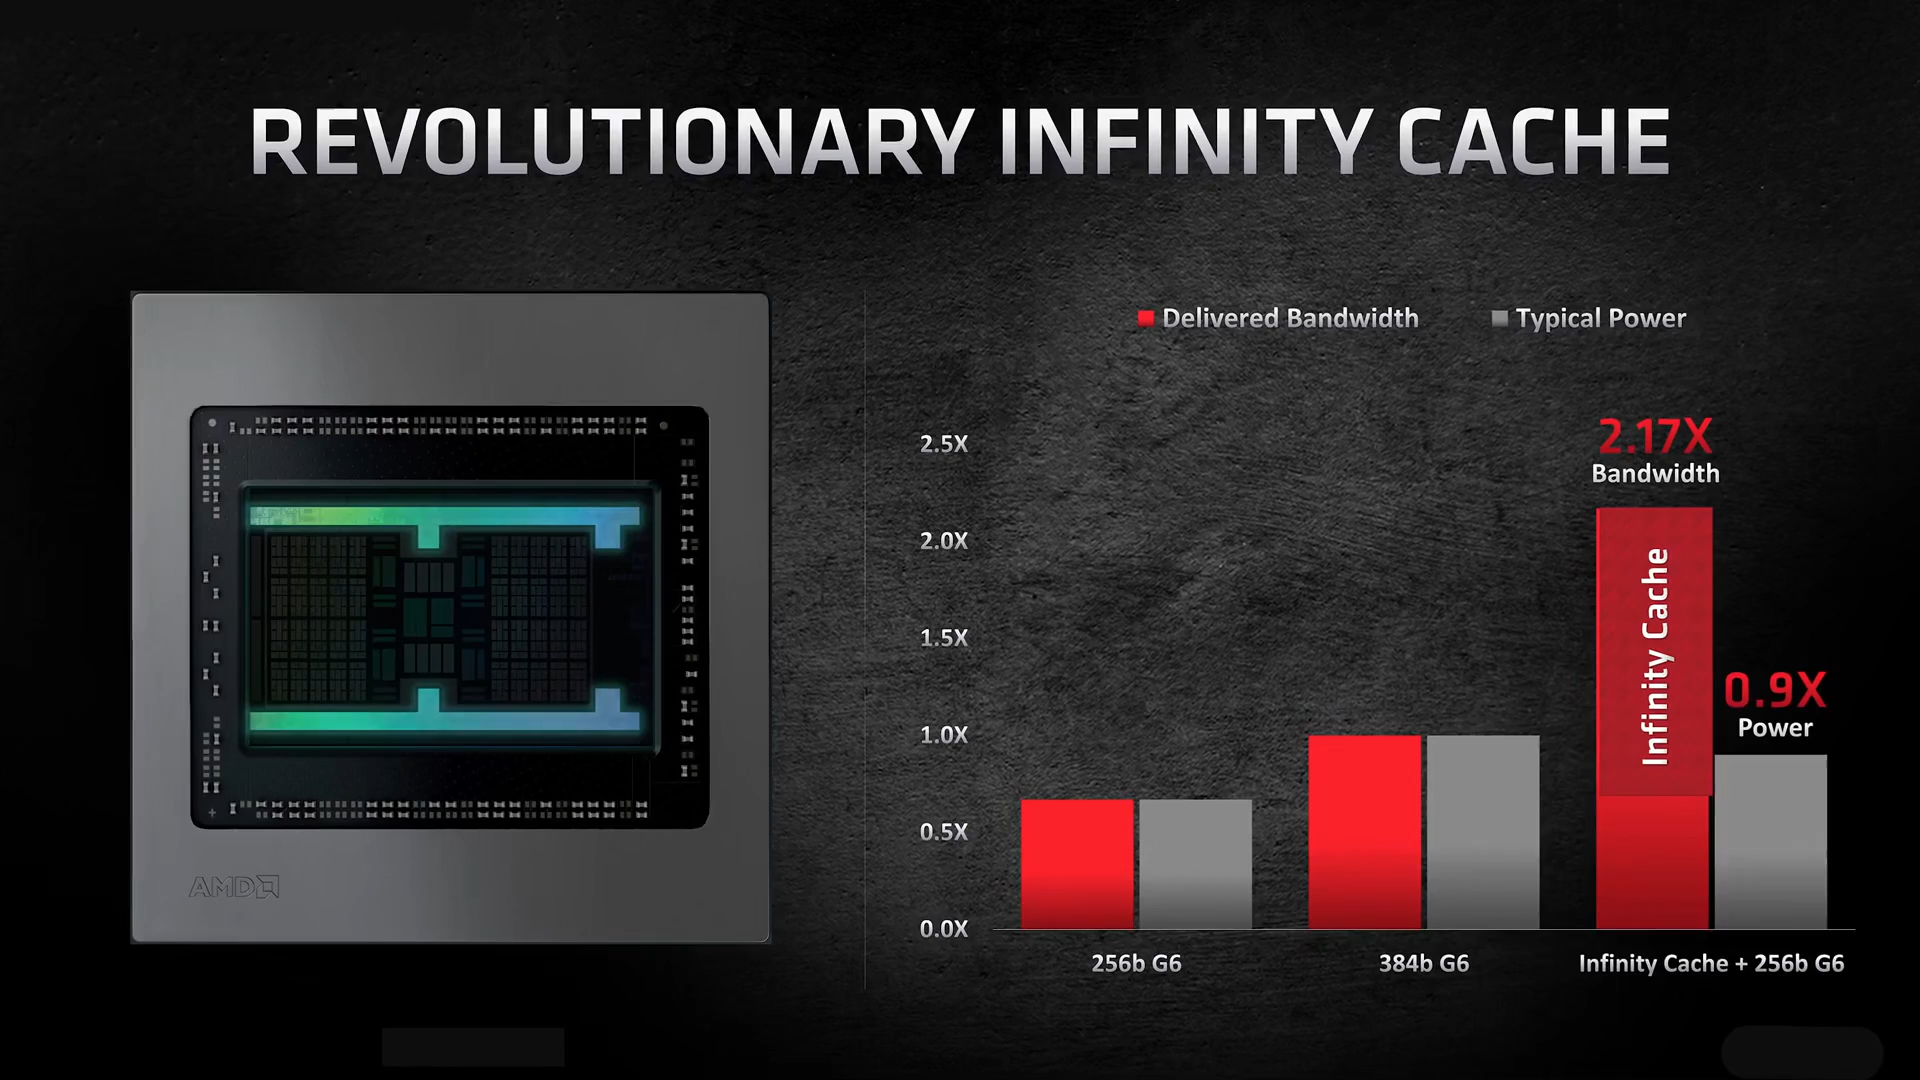 REVOLUTIONARY INFINITY CACHE
AMD
Delivered Bandwidth
Typical Power
2.5X
2.0X
1.5X
1.0X
0.5X
0.0X
2.17X
Bandwidth
Infinity Cache
0.9X
Power
256b G6
384b G6
Infinity Cache + 256b G6